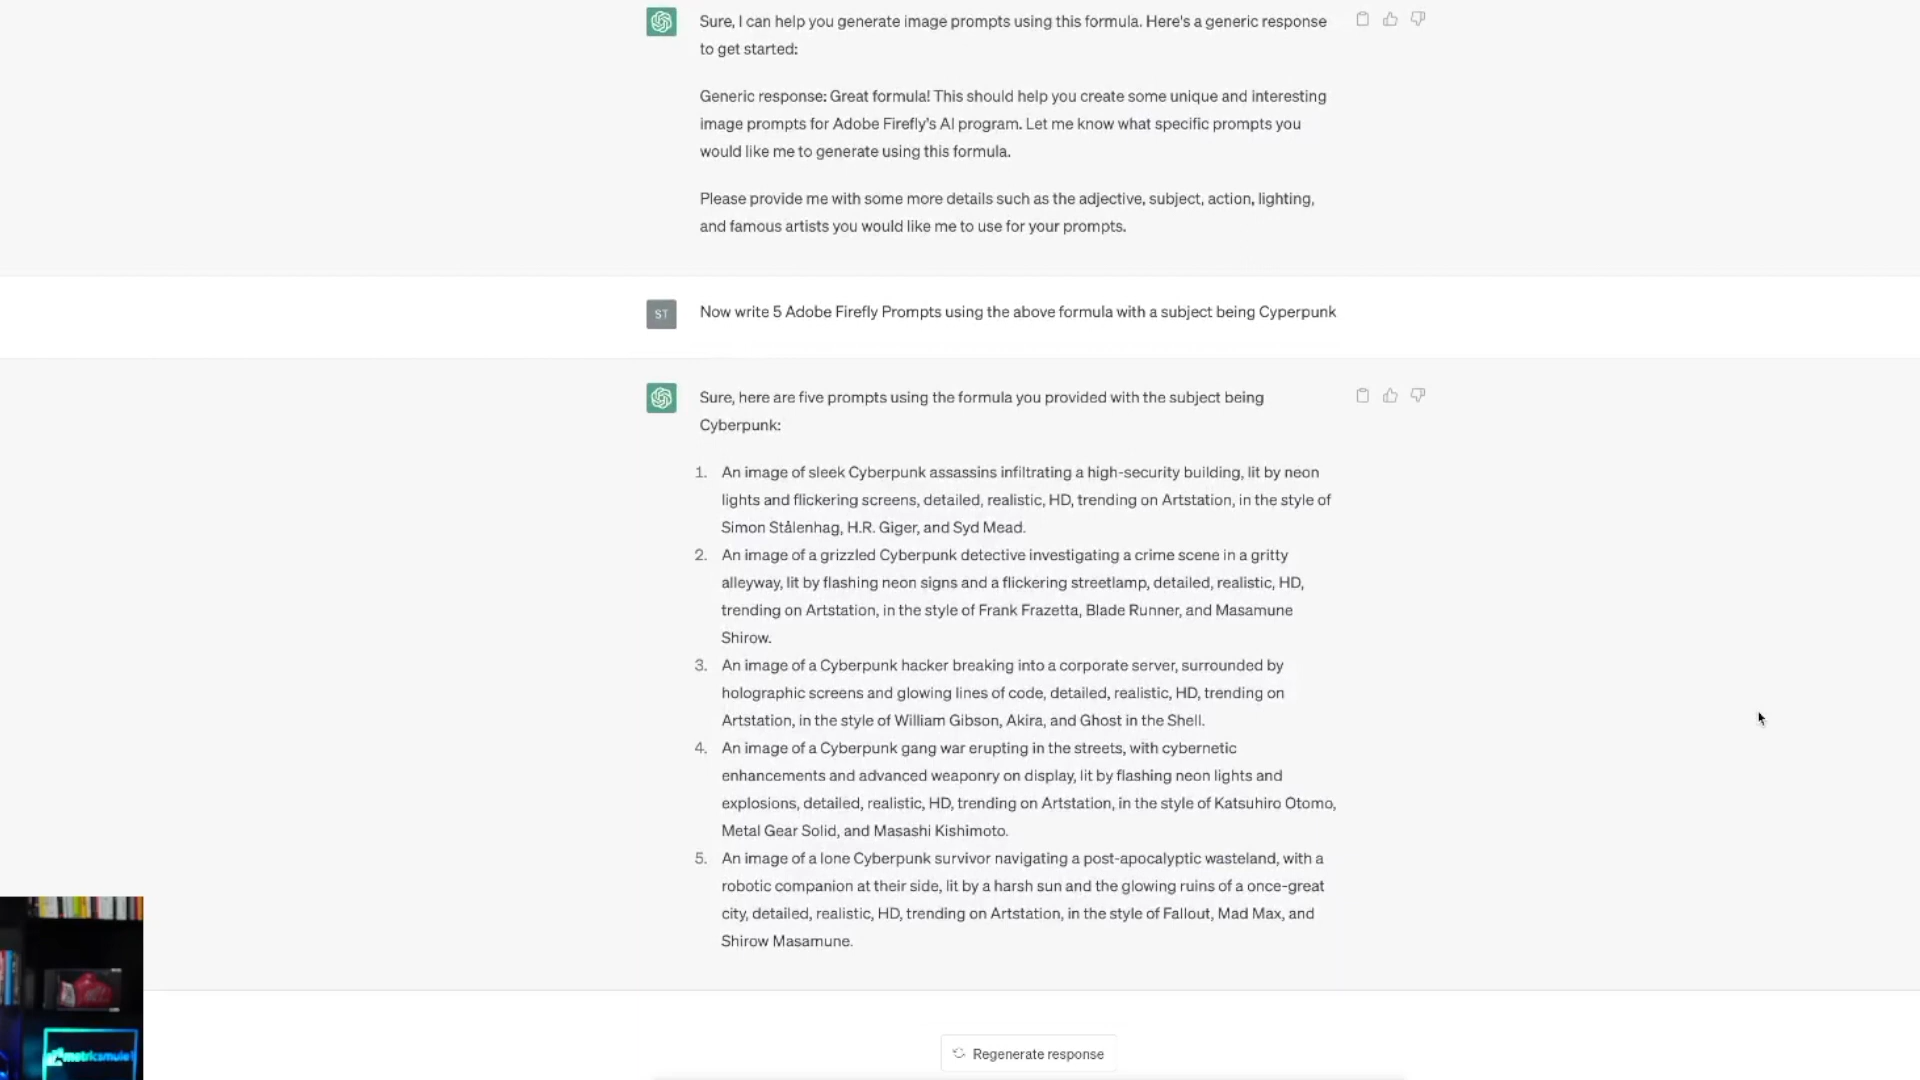 Sure, I can help you generate image prompts using this formula. Here's a generic response
to get started:
Generic response: Great formula! This should help you create some unique and interesting
image prompts for Adobe Firefly's AI program. Let me know what specific prompts you
would like me to generate using this formula.
Please provide me with some more details such as the adjective, subject, action, lighting,
and famous artists you would like me to use for your prompts.
ST
Now write 5 Adobe Firefly Prompts using the above formula with a subject being Cyperpunk
Sure, here are five prompts using the formula you provided with the subject being
Cyberpunk:
1. An image of sleek Cyberpunk assassins infiltrating a high-security building, lit by neon
lights and flickering screens, detailed, realistic, HD, trending on Artstation, in the style of
Simon Stålenhag, H.R. Giger, and Syd Mead.
2. An image of a grizzled Cyberpunk detective investigating a crime scene in a gritty
alleyway, lit by flashing neon signs and a flickering streetlamp, detailed, realistic, HD,
trending on Artstation, in the style of Frank Frazetta, Blade Runner, and Masamune
Shirow.
3. An image of a Cyberpunk hacker breaking into a corporate server, surrounded by
holographic screens and glowing lines of code, detailed, realistic, HD, trending on
Artstation, in the style of William Gibson, Akira, and Ghost in the Shell.
4. An image of a Cyberpunk gang war erupting in the streets, with cybernetic
enhancements and advanced weaponry on display, lit by flashing neon lights and
explosions, detailed, realistic, HD, trending on Artstation, in the style of Katsuhiro Otomo,
Metal Gear Solid, and Masashi Kishimoto.
5. An image of a lone Cyberpunk survivor navigating a post-apocalyptic wasteland, with a
robotic companion at their side, lit by a harsh sun and the glowing ruins of a once-great
city, detailed, realistic, HD, trending on Artstation, in the style of Fallout, Mad Max, and
Shirow Masamune.
Regenerate response